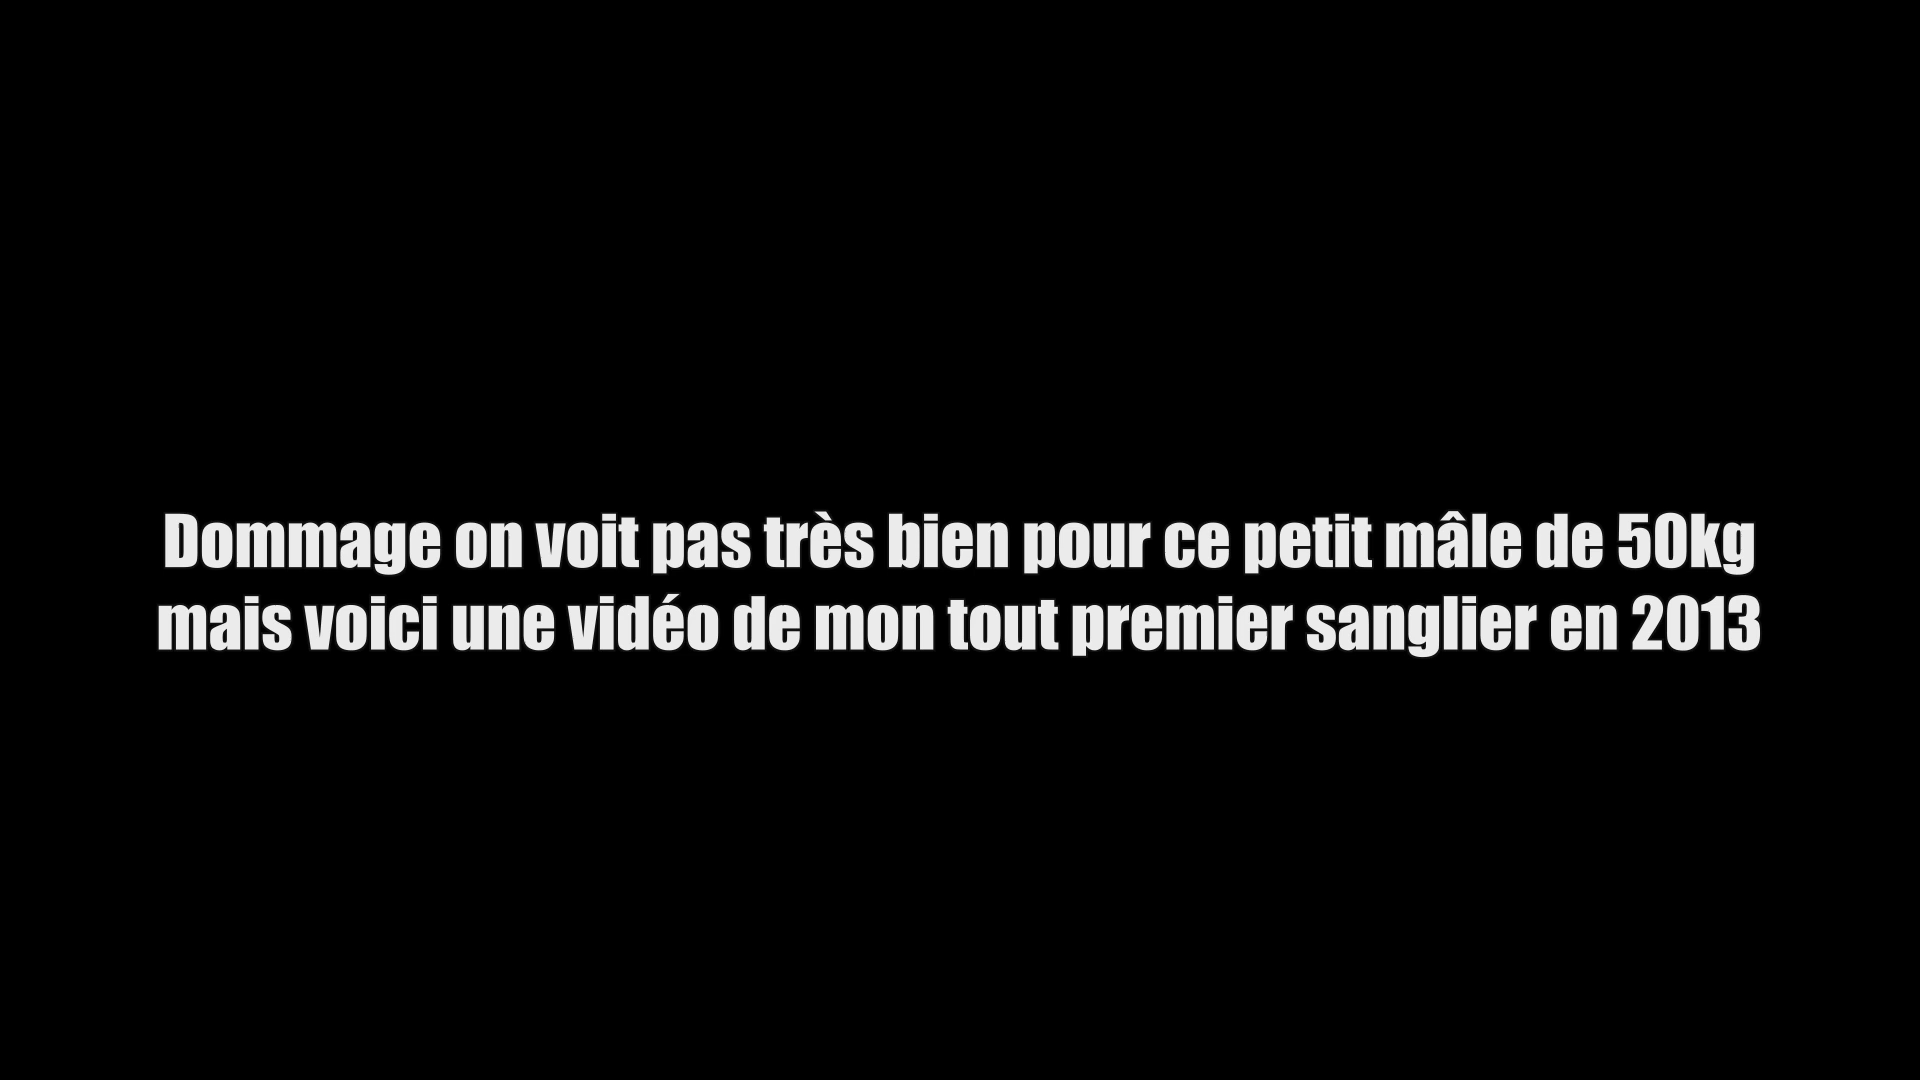 Dommage on voit pas très bien pour ce petit mâle de 50kg
mais voici une vidéo de mon tout premier sanglier en 2013